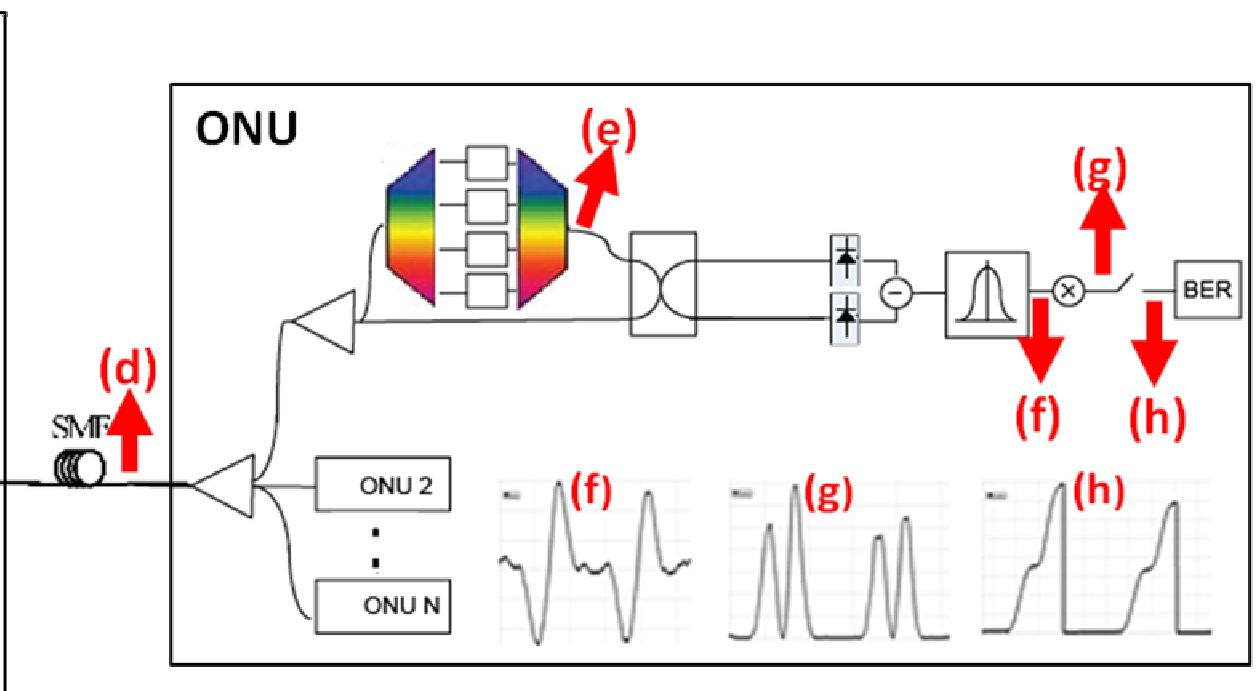 ONU
(e)
(g)
BER
(d)
(f)
(h)
SMF
ONU 2
ONU N
(f)
(g)
(h)